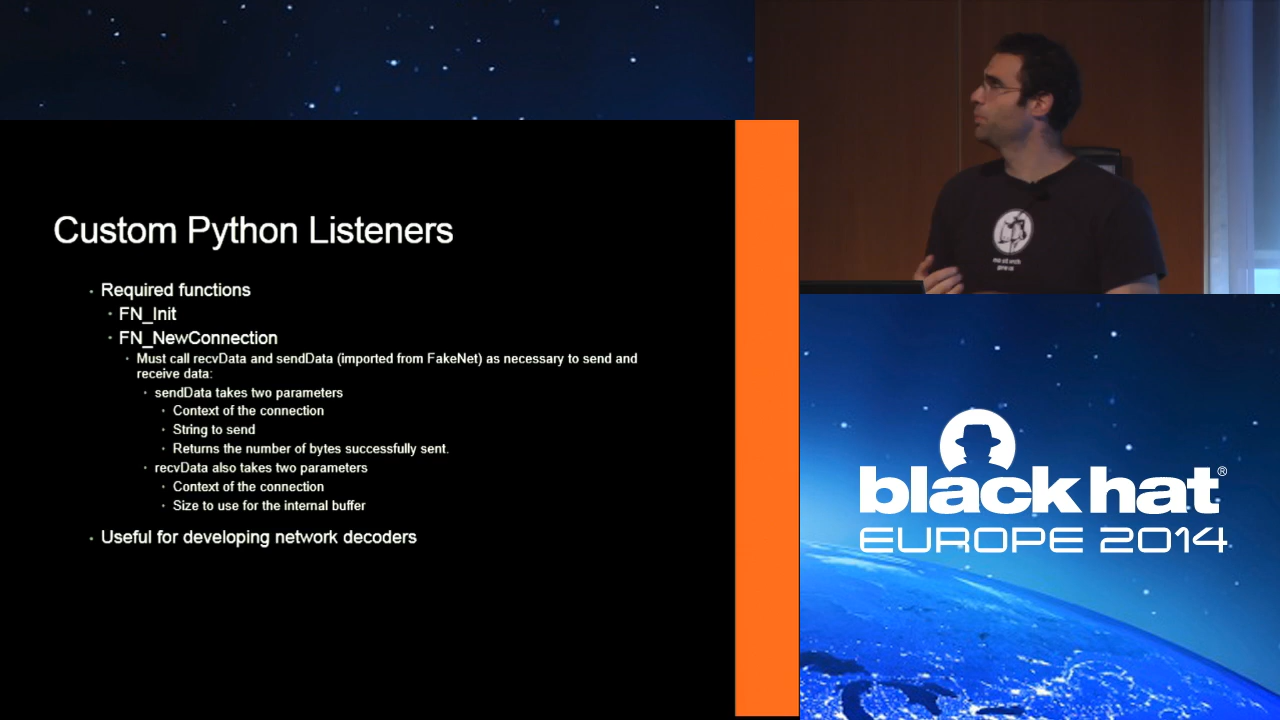 Custom Python Listeners
• Required functions
• FN_Init
• FN_NewConnection
• Must call recvData and sendData (imported from FakeNet) as necessary to send and
receive data:
• sendData takes two parameters
• Context of the connection
• String to send
• Returns the number of bytes successfully sent.
• recvData also takes two parameters
• Context of the connection
• Size to use for the internal buffer
• Useful for developing network decoders
black hat®
EUROPE 2014